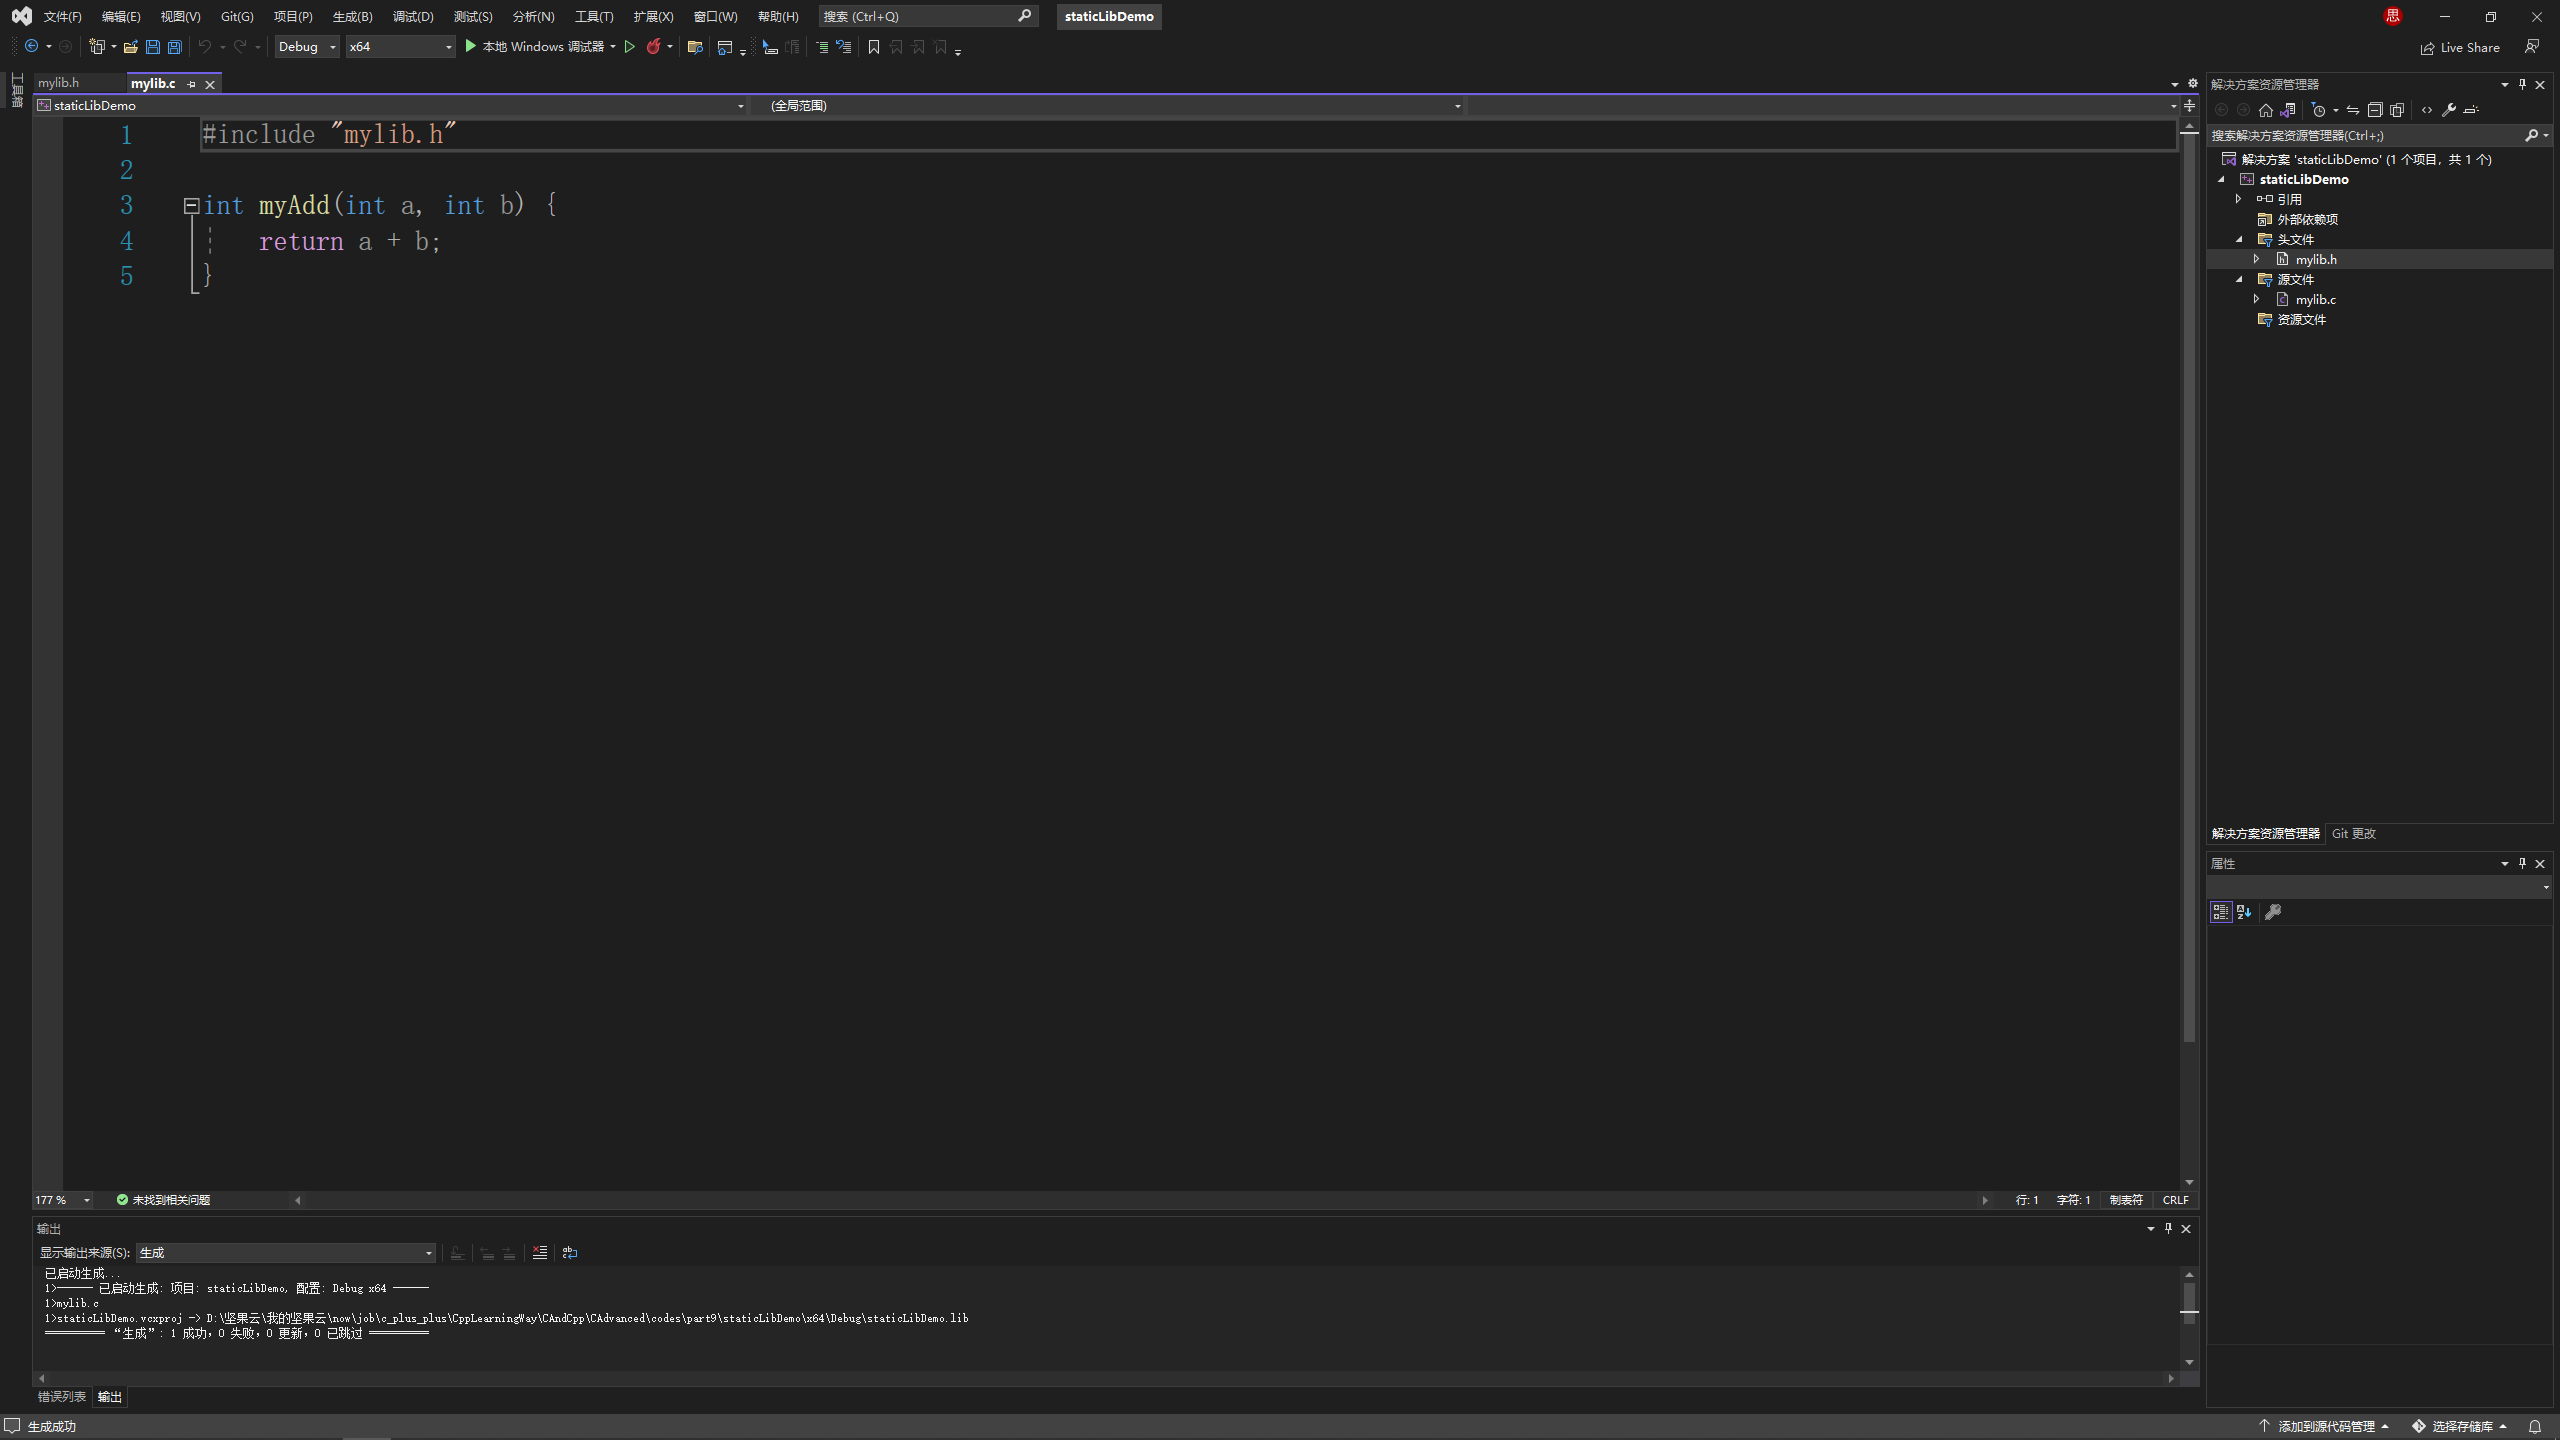 文件(F) 编辑(E) 视图(V) Git(G) 项目(P) 生成(B) 调试(D) 测试(S) 分析(N) 工具(T) 扩展(X) 窗口(W) 帮助(H) 搜索 (Ctrl+Q) staticLibDemo 思
Debug x64 本地 Windows 调试器 Live Share
工具箱
mylib.h mylib.c
staticLibDemo (全局范围)
1 #include "mylib.h"
2
3 int myAdd(int a, int b) {
4 return a + b;
5 }
177 % 未找到相关问题 行: 1 字符: 1 制表符 CRLF
输出
显示输出来源(S): 生成
已启动生成...
1>------ 已启动生成: 项目: staticLibDemo, 配置: Debug x64 ------
1>mylib.c
1>staticLibDemo.vcxproj -> D:\坚果云\我的坚果云\now\job\c_plus_plus\CppLearningWay\CAndCpp\CAdvanced\codes\part9\staticLibDemo\x64\Debug\staticLibDemo.lib
========== “生成”: 1 成功，0 失败，0 更新，0 已跳过 ==========
错误列表 输出
解决方案资源管理器
搜索解决方案资源管理器(Ctrl+;)
解决方案 'staticLibDemo' (1 个项目，共 1 个)
staticLibDemo
引用
外部依赖项
头文件
mylib.h
源文件
mylib.c
资源文件
解决方案资源管理器 Git 更改
属性
生成成功 添加到源代码管理 选择存储库